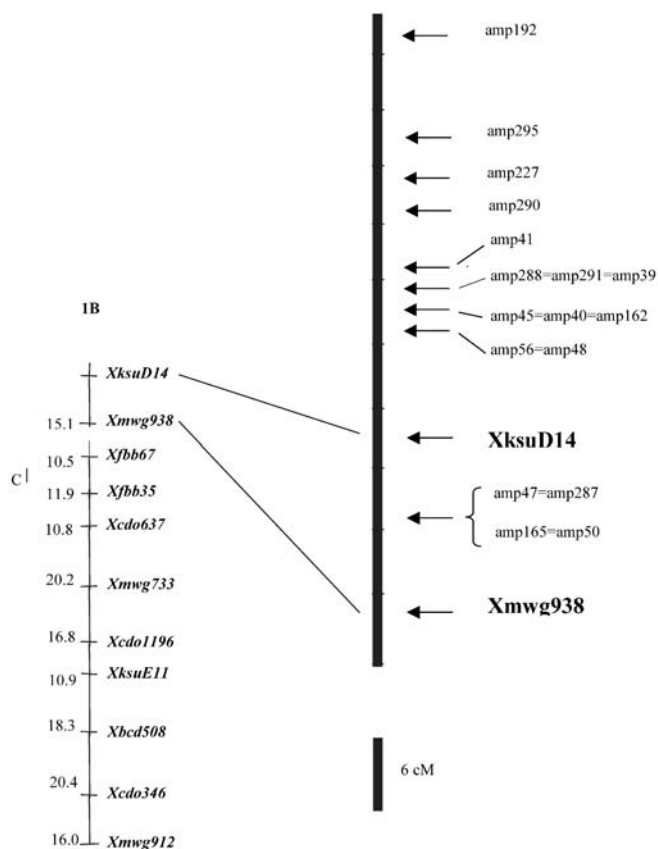 1B
XksuD14
15.1 Xmwg938
10.5 Xfbb67
C
11.9 Xfbb35
10.8 Xcdo637
20.2 Xmwg733
16.8 Xcdo1196
10.9 XksuE11
18.3 Xbcd508
20.4 Xcdo346
16.0 Xmwg912
amp192
amp295
amp227
amp290
amp41
amp288=amp291=amp39
amp45=amp40=amp162
amp56=amp48
XksuD14
amp47=amp287
amp165=amp50
Xmwg938
6 cM